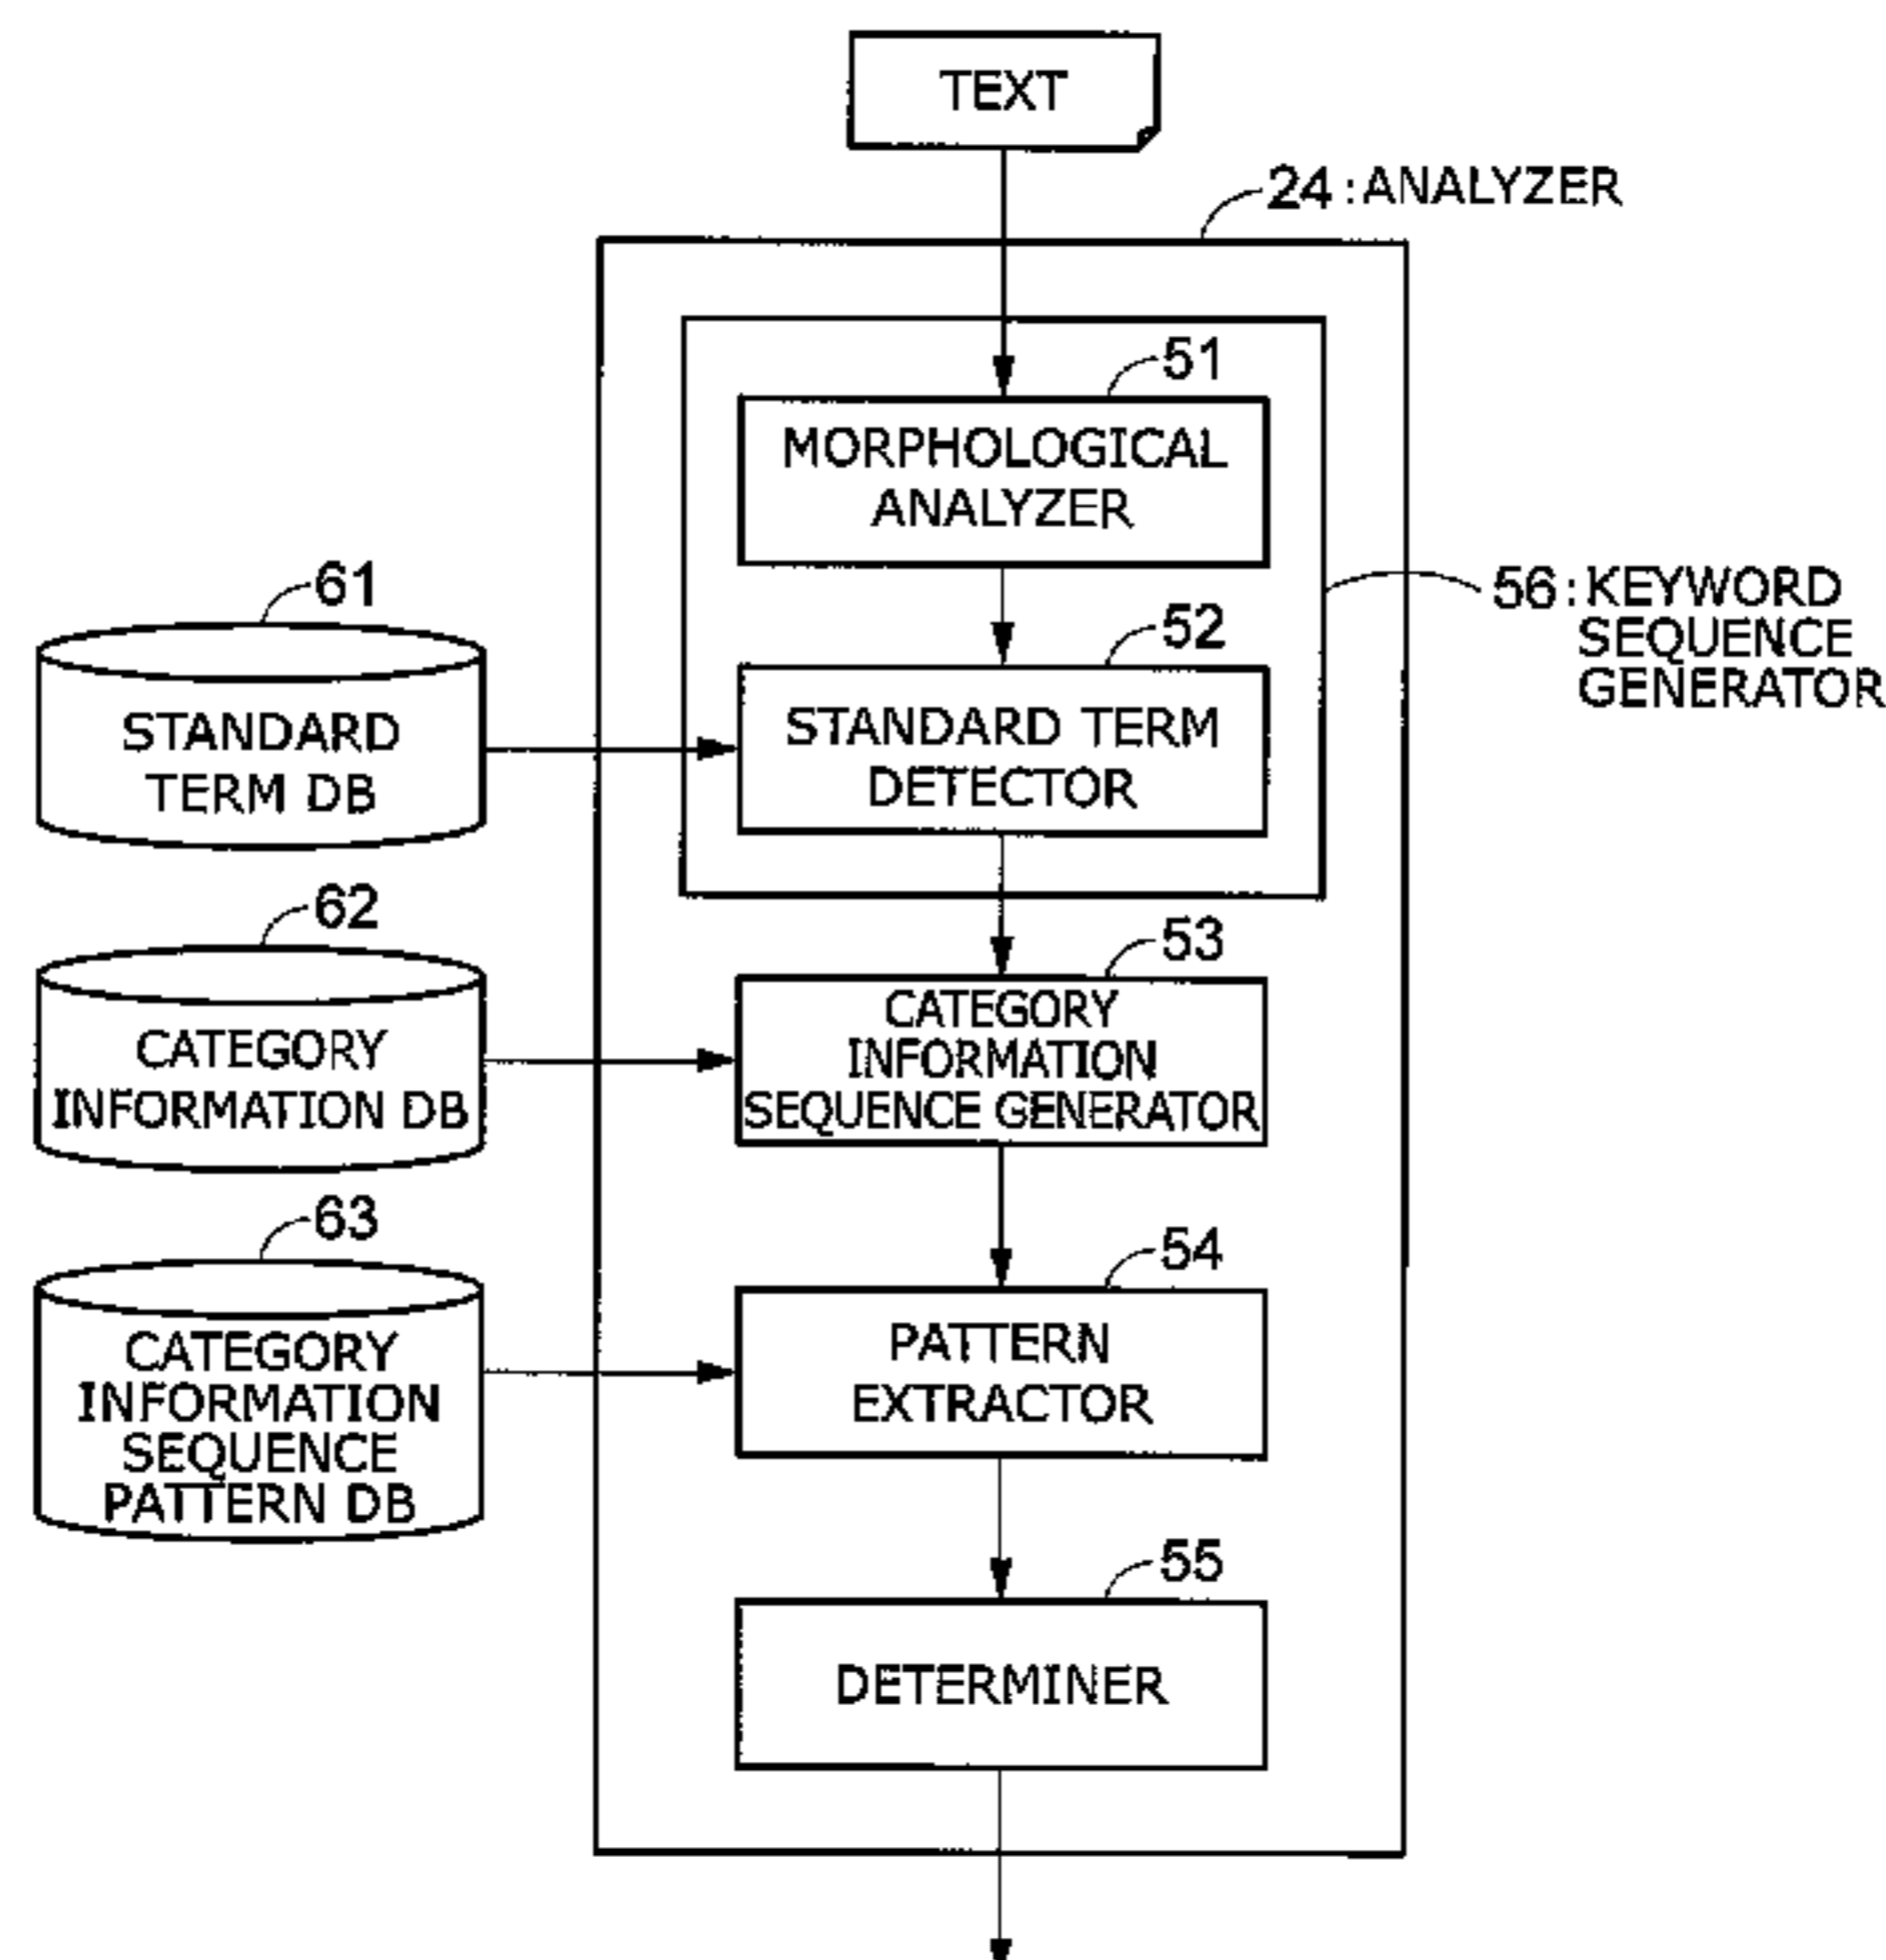 TEXT
24:ANALYZER
51
MORPHOLOGICAL
ANALYZER
61
STANDARD
TERM DB
52
STANDARD TERM
DETECTOR
56:KEYWORD
SEQUENCE
GENERATOR
62
CATEGORY
INFORMATION DB
53
CATEGORY
INFORMATION
SEQUENCE GENERATOR
63
CATEGORY
INFORMATION
SEQUENCE
PATTERN DB
54
PATTERN
EXTRACTOR
55
DETERMINER